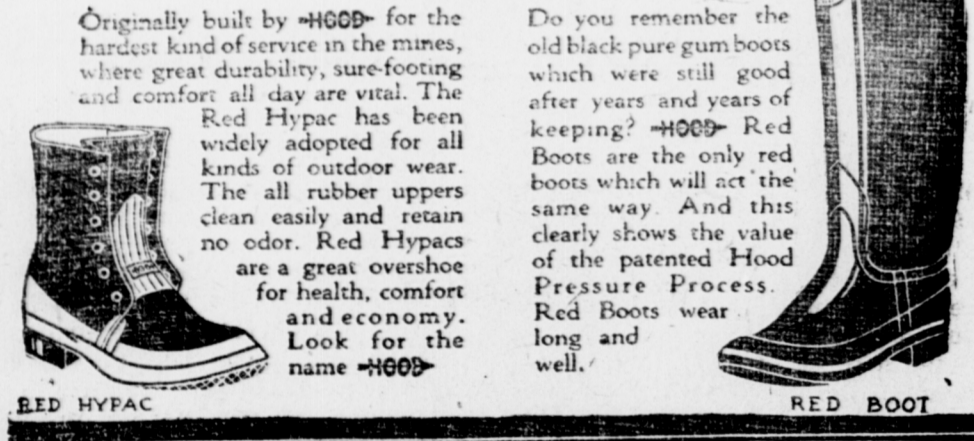 Originally built by HOOD for the
hardest kind of service in the mines,
where great durability, sure-footing
and comfort all day are vital. The
Red Hypac has been
widely adopted for all
kinds of outdoor wear.
The all rubber uppers
clean easily and retain
no odor. Red Hypacs
are a great overshoe
for health, comfort
and economy.
Look for the
name HOOD
RED HYPAC
Do you remember the
old black pure gum boots
which were still good
after years and years of
keeping? HOOD Red
Boots are the only red
boots which will act the
same way. And this
clearly shows the value
of the patented Hood
Pressure Process.
Red Boots wear
long and
well.
RED BOOT